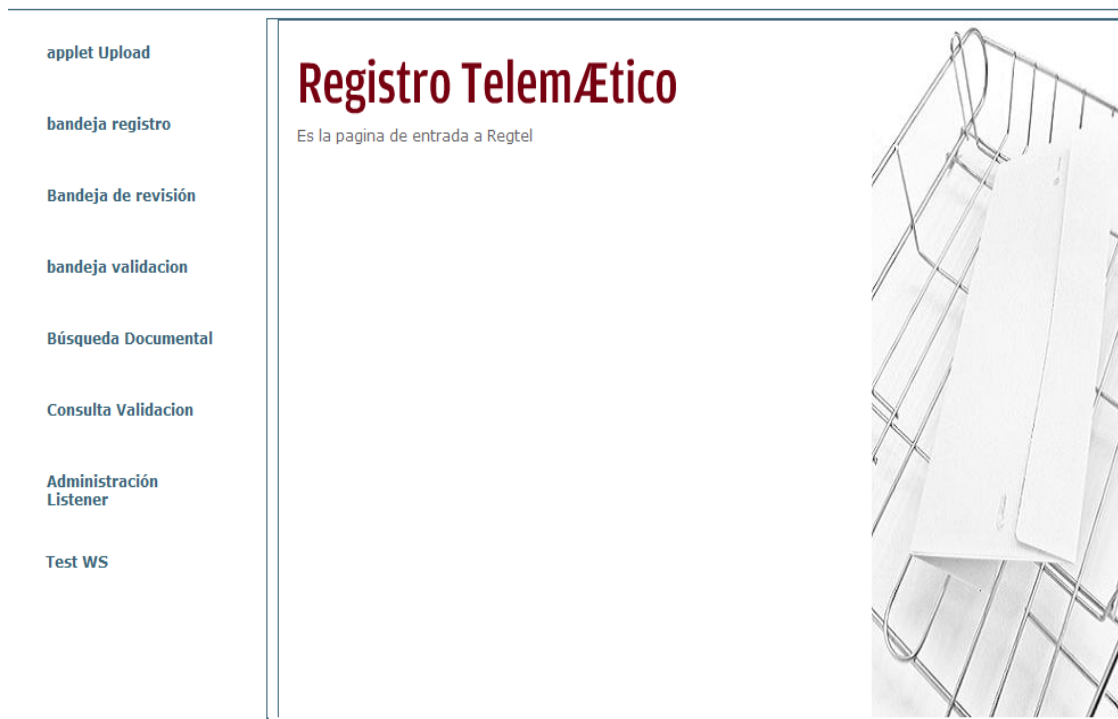 applet Upload
bandeja registro
Bandeja de revisión
bandeja validacion
Búsqueda Documental
Consulta Validacion
Administración
Listener
Test WS
Registro TelemÆtico
Es la pagina de entrada a Regtel